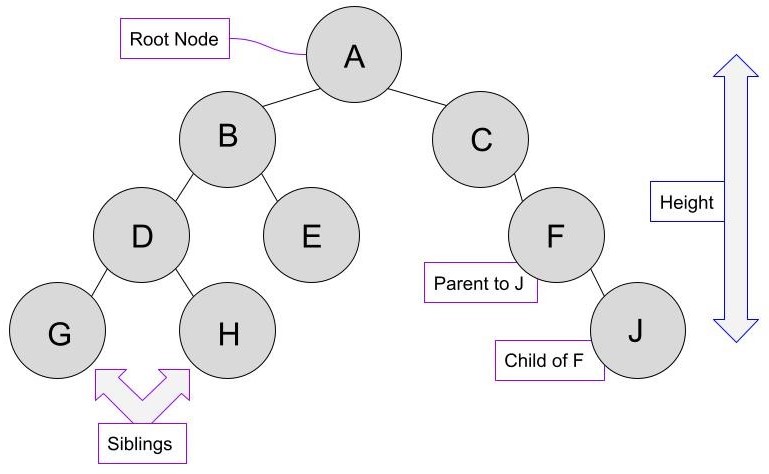 Root Node
A
B
C
Height
D
E
F
Parent to J
G
H
J
Child of F
Siblings